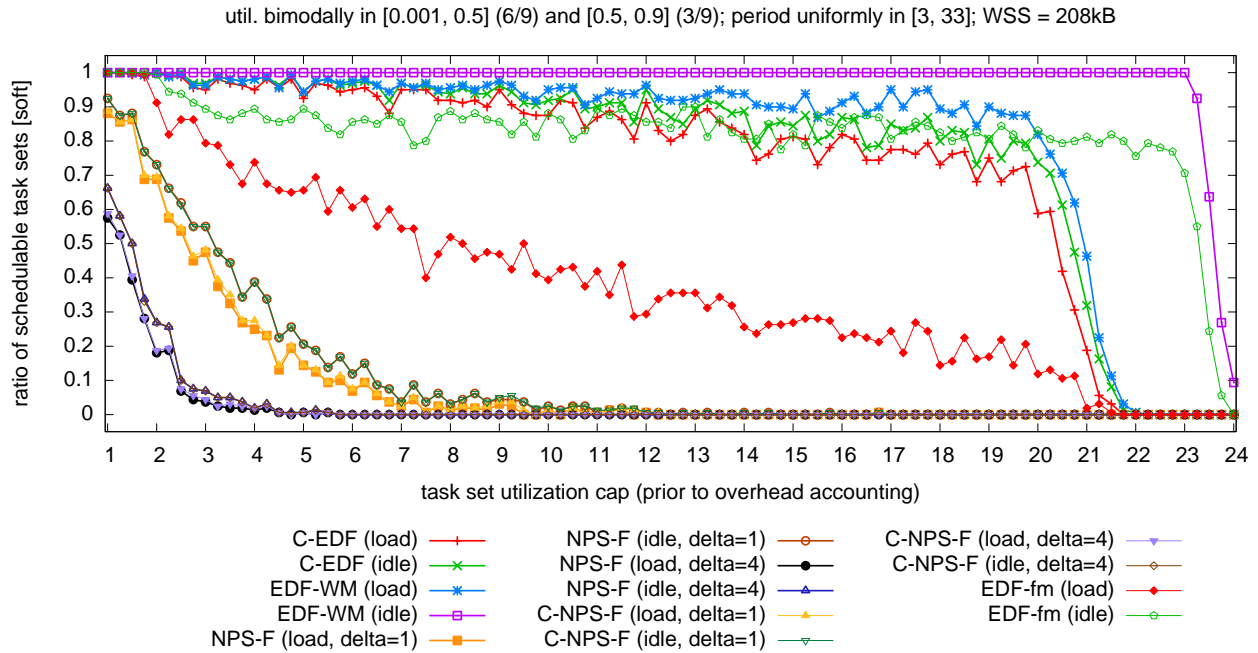 util. bimodally in [0.001, 0.5] (6/9) and [0.5, 0.9] (3/9); period uniformly in [3, 33]; WSS = 208kB
ratio of schedulable task sets [soft]
1
0.9
0.8
0.7
0.6
0.5
0.4
0.3
0.2
0.1
0
1 2 3 4 5 6 7 8 9 10 11 12 13 14 15 16 17 18 19 20 21 22 23 24
task set utilization cap (prior to overhead accounting)
C-EDF (load)
C-EDF (idle)
EDF-WM (load)
EDF-WM (idle)
NPS-F (load, delta=1)
NPS-F (idle, delta=1)
NPS-F (load, delta=4)
NPS-F (idle, delta=4)
C-NPS-F (load, delta=1)
C-NPS-F (idle, delta=1)
C-NPS-F (load, delta=4)
C-NPS-F (idle, delta=4)
EDF-fm (load)
EDF-fm (idle)